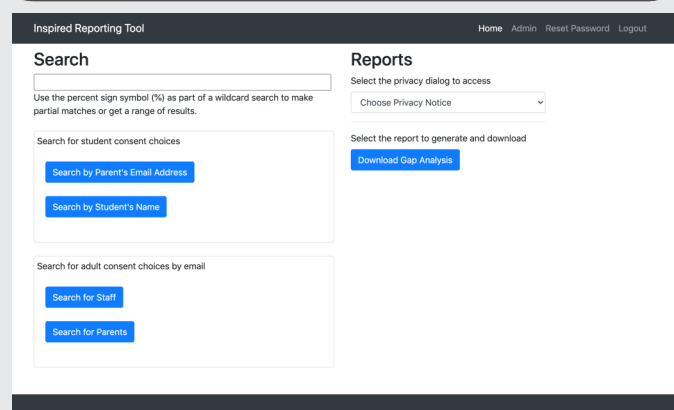 Inspired Reporting Tool
Home Admin Reset Password Logout
Search
Use the percent sign symbol (%) as part of a wildcard search to make
partial matches or get a range of results.
Search for student consent choices
Search by Parent's Email Address
Search by Student's Name
Search for adult consent choices by email
Search for Staff
Search for Parents
Reports
Select the privacy dialog to access
Choose Privacy Notice
Select the report to generate and download
Download Gap Analysis